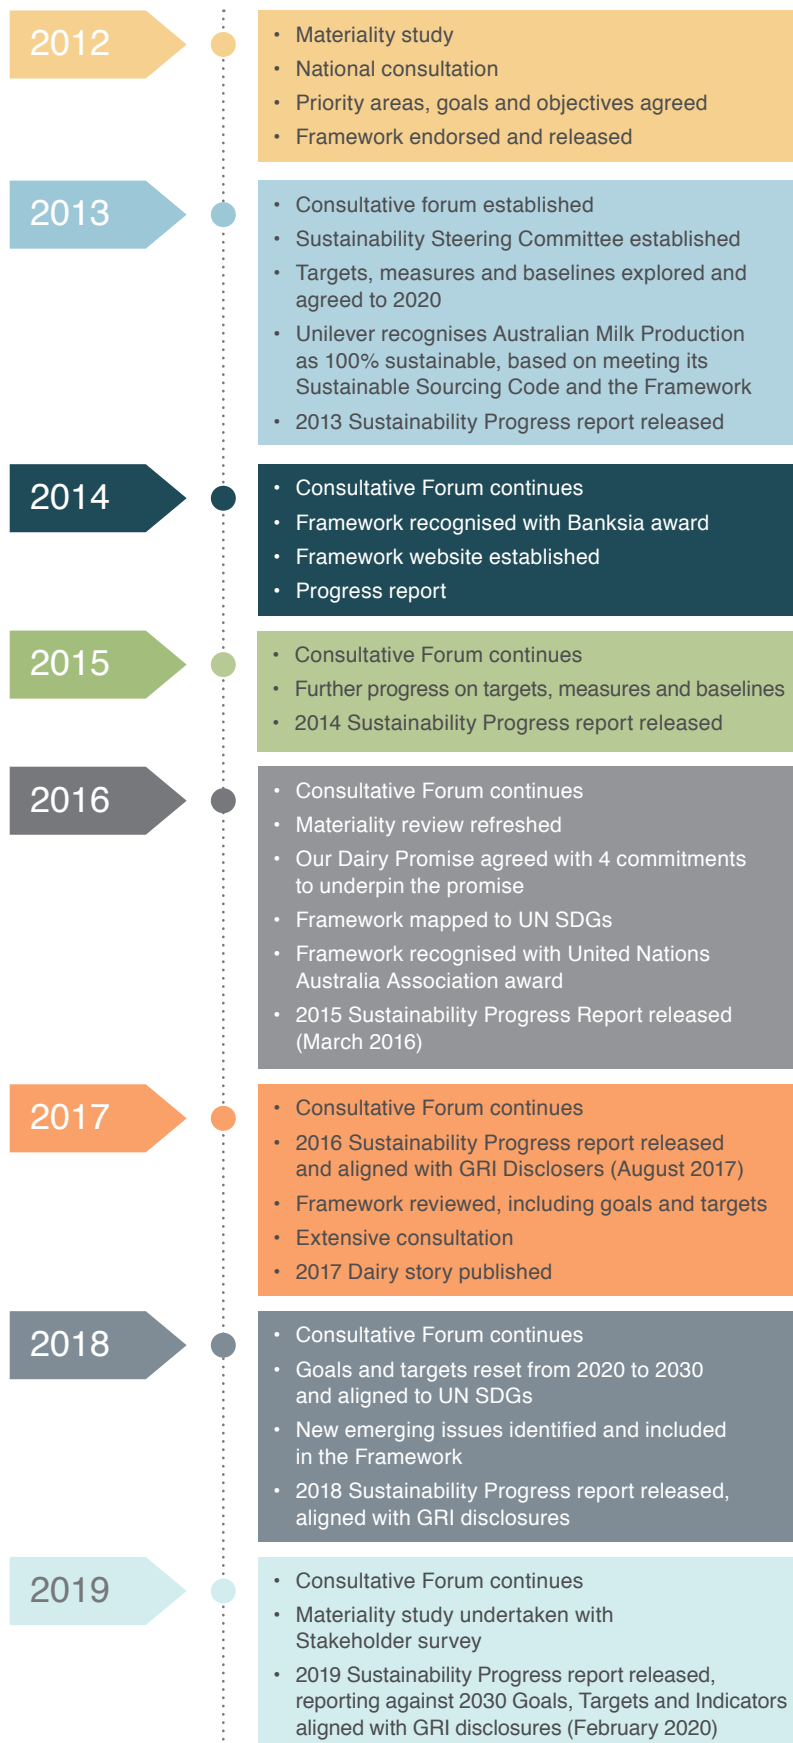 2012
• Materiality study
• National consultation
• Priority areas, goals and objectives agreed
• Framework endorsed and released
2013
• Consultative forum established
• Sustainability Steering Committee established
• Targets, measures and baselines explored and
agreed to 2020
• Unilever recognises Australian Milk Production
as 100% sustainable, based on meeting its
Sustainable Sourcing Code and the Framework
• 2013 Sustainability Progress report released
2014
• Consultative Forum continues
• Framework recognised with Banksia award
• Framework website established
• Progress report
2015
• Consultative Forum continues
• Further progress on targets, measures and baselines
• 2014 Sustainability Progress report released
2016
• Consultative Forum continues
• Materiality review refreshed
• Our Dairy Promise agreed with 4 commitments
to underpin the promise
• Framework mapped to UN SDGs
• Framework recognised with United Nations
Australia Association award
• 2015 Sustainability Progress Report released
(March 2016)
2017
• Consultative Forum continues
• 2016 Sustainability Progress report released
and aligned with GRI Disclosers (August 2017)
• Framework reviewed, including goals and targets
• Extensive consultation
• 2017 Dairy story published
2018
• Consultative Forum continues
• Goals and targets reset from 2020 to 2030
and aligned to UN SDGs
• New emerging issues identified and included
in the Framework
• 2018 Sustainability Progress report released,
aligned with GRI disclosures
2019
• Consultative Forum continues
• Materiality study undertaken with
Stakeholder survey
• 2019 Sustainability Progress report released,
reporting against 2030 Goals, Targets and Indicators
aligned with GRI disclosures (February 2020)